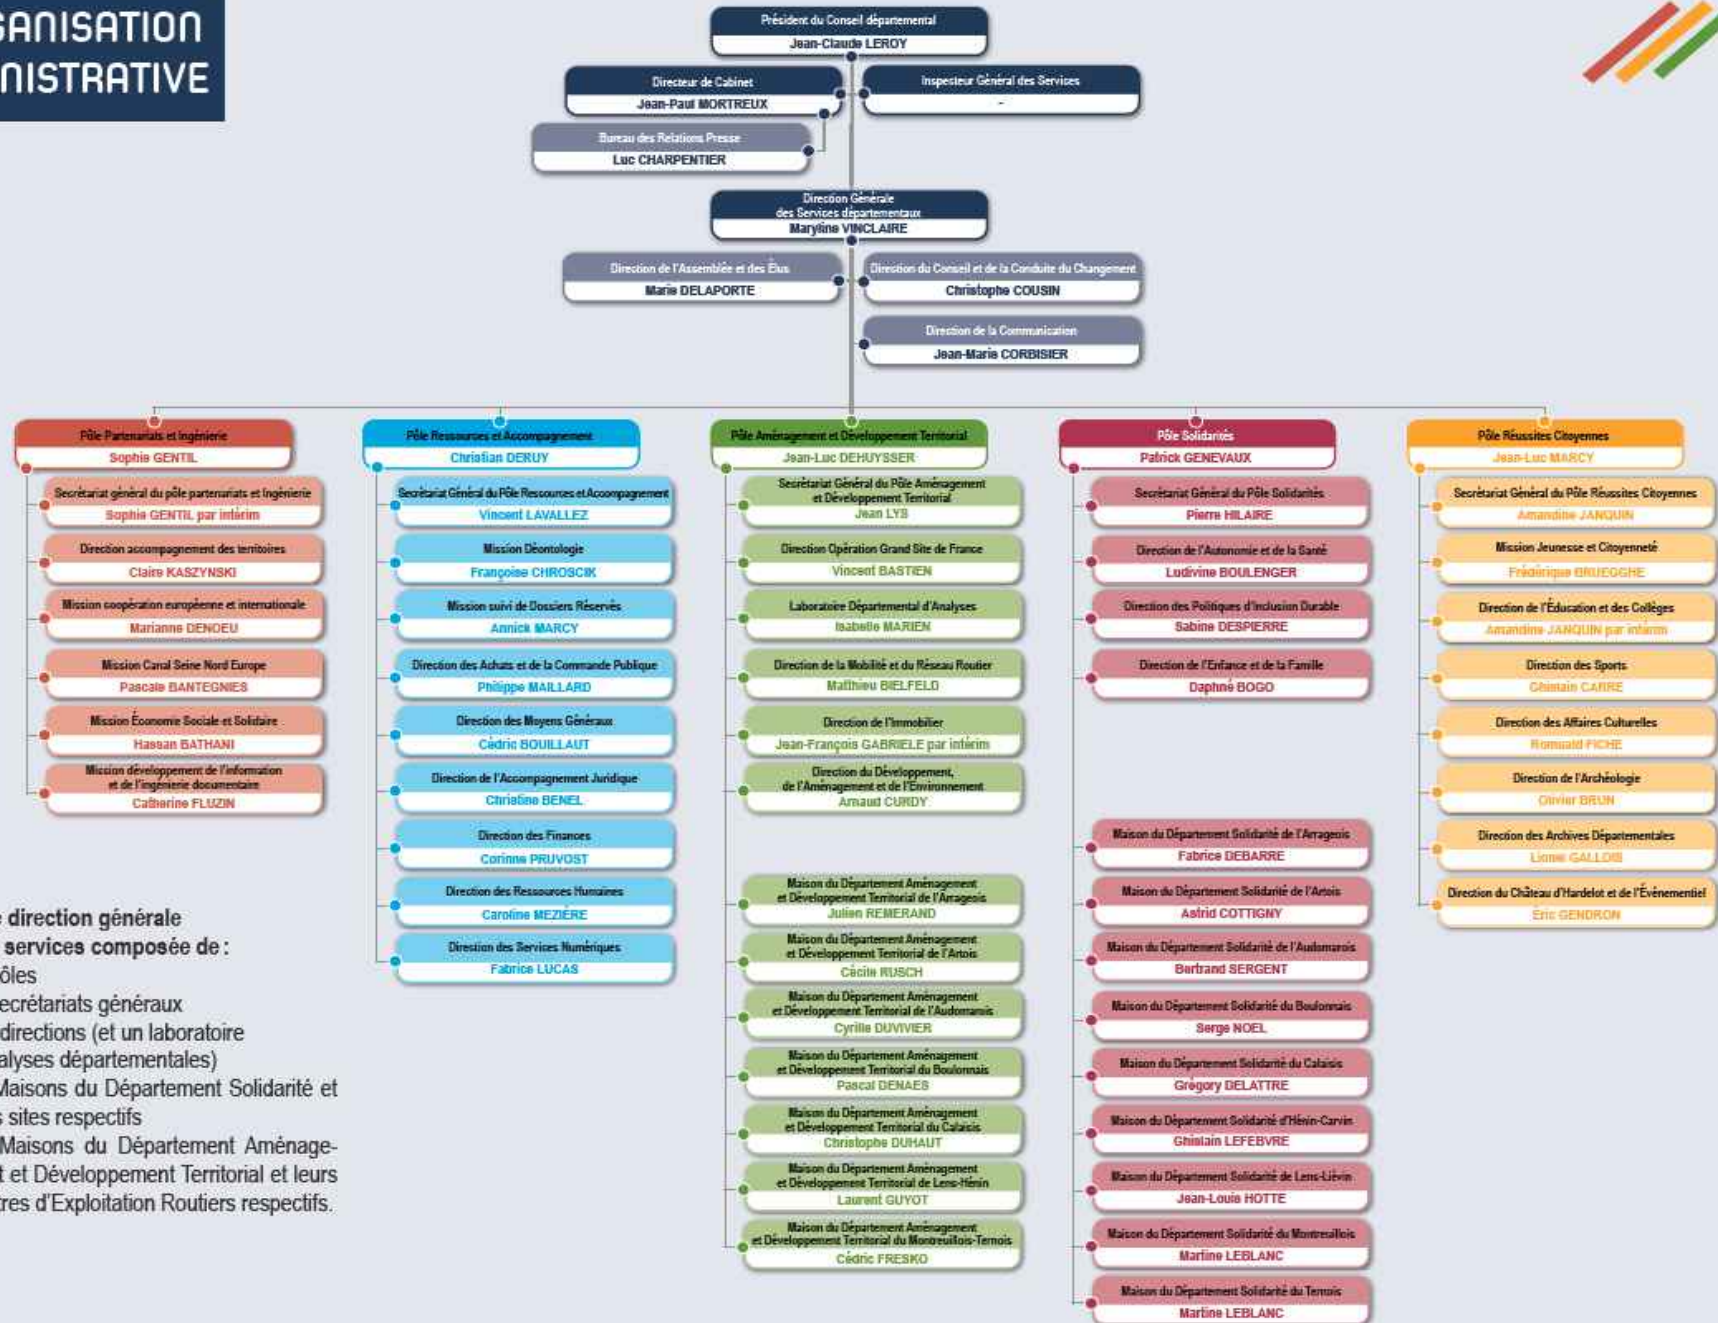 GANISATION
NISTRATIVE
Président du Conseil départemental
Jean-Claude LEROY
Directeur de Cabinet
Jean-Paul MORTREUX
Inspecteur Général des Services
-
Bureau des Relations Presse
Luc CHARPENTIER
Direction Générale
des Services départementaux
Maryline VINCLAIRE
Direction de l'Assemblée et des Élus
Marie DELAPORTE
Direction du Conseil et de la Conduite du Changement
Christophe COUSIN
Direction de la Communication
Jean-Marie CORBISIER
Pôle Partenariats et Ingénierie
Sophie GENTIL
Secrétariat général du pôle partenariats et Ingénierie
Sophie GENTIL par intérim
Direction accompagnement des territoires
Claire KASZYNSKI
Mission coopération européenne et internationale
Marianne DENOEU
Mission Canal Seine Nord Europe
Pascale BANTEGNIES
Mission Économie Sociale et Solidaire
Hassan BATHANI
Mission développement de l'information
et de l'ingénierie documentaire
Catherine FLUZIN
Pôle Ressources et Accompagnement
Christian DERUY
Secrétariat Général du Pôle Ressources et Accompagnement
Vincent LAVALLEZ
Mission Déontologie
Françoise CHROSCIK
Mission suivi de Dossiers Réservés
Annick MARCY
Direction des Achats et de la Commande Publique
Philippe MAILLARD
Direction des Moyens Généraux
Cédric BOUILLAUT
Direction de l'Accompagnement Juridique
Christine BENEL
Direction des Finances
Corinne PRUVOST
Direction des Ressources Humaines
Caroline MEZIÈRE
Direction des Services Numériques
Fabrice LUCAS
Pôle Aménagement et Développement Territorial
Jean-Luc DEHUYSSER
Secrétariat Général du Pôle Aménagement
et Développement Territorial
Jean LYS
Direction Opération Grand Site de France
Vincent BASTIEN
Laboratoire Départemental d'Analyses
Isabelle MARIEN
Direction de la Mobilité et du Réseau Routier
Matthieu BIELFELD
Direction de l'Immobilier
Jean-François GABRIELE par intérim
Direction du Développement,
de l'Aménagement et de l'Environnement
Arnaud CURDY
Maison du Département Aménagement
et Développement Territorial de l'Arrageois
Julien REMERAND
Maison du Département Aménagement
et Développement Territorial de l'Artois
Cécile RUSCH
Maison du Département Aménagement
et Développement Territorial de l'Audomarois
Cyrille DUVIVIER
Maison du Département Aménagement
et Développement Territorial du Boulonnais
Pascal DENAES
Maison du Département Aménagement
et Développement Territorial du Calaisis
Christophe DUHAUT
Maison du Département Aménagement
et Développement Territorial de Lens-Hénin
Laurent GUYOT
Maison du Département Aménagement
et Développement Territorial du Montreuillois-Ternois
Cédric FRESKO
Pôle Solidarités
Patrick GENEVAUX
Secrétariat Général du Pôle Solidarités
Pierre HILAIRE
Direction de l'Autonomie et de la Santé
Ludivine BOULENGER
Direction des Politiques d'Inclusion Durable
Sabine DESPIERRE
Direction de l'Enfance et de la Famille
Daphné BOGO
Maison du Département Solidarité de l'Arrageois
Fabrice DEBARRE
Maison du Département Solidarité de l'Artois
Astrid COTTIGNY
Maison du Département Solidarité de l'Audomarois
Bertrand SERGENT
Maison du Département Solidarité du Boulonnais
Serge NOEL
Maison du Département Solidarité du Calaisis
Grégory DELATTRE
Maison du Département Solidarité d'Hénin-Carvin
Ghislain LEFEBVRE
Maison du Département Solidarité de Lens-Liévin
Jean-Louis HOTTE
Maison du Département Solidarité du Montreuillois
Martine LEBLANC
Maison du Département Solidarité du Ternois
Martine LEBLANC
Pôle Réussites Citoyennes
Jean-Luc MARCY
Secrétariat Général du Pôle Réussites Citoyennes
Amandine JANQUIN
Mission Jeunesse et Citoyenneté
Frédérique BRUEGGHE
Direction de l'Éducation et des Collèges
Amandine JANQUIN par intérim
Direction des Sports
Ghislain CARRE
Direction des Affaires Culturelles
Romuald FICHE
Direction de l'Archéologie
Olivier BRUN
Direction des Archives Départementales
Lionel GALLOIS
Direction du Château d'Hardelot et de l'Événementiel
Éric GENDRON
e direction générale
services composée de :
ôles
ecrétariats généraux
directions (et un laboratoire
alyses départementales)
Maisons du Département Solidarité et
s sites respectifs
Maisons du Département Aménage-
t et Développement Territorial et leurs
tres d'Exploitation Routiers respectifs.